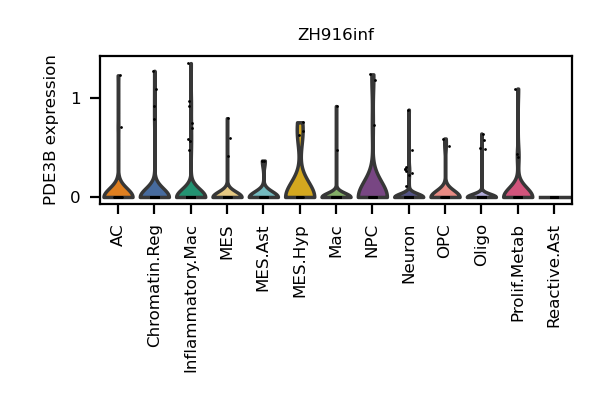 ZH916inf
PDE3B expression
1
0
AC
Chromatin.Reg
Inflammatory.Mac
MES
MES.Ast
MES.Hyp
Mac
NPC
Neuron
OPC
Oligo
Prolif.Metab
Reactive.Ast